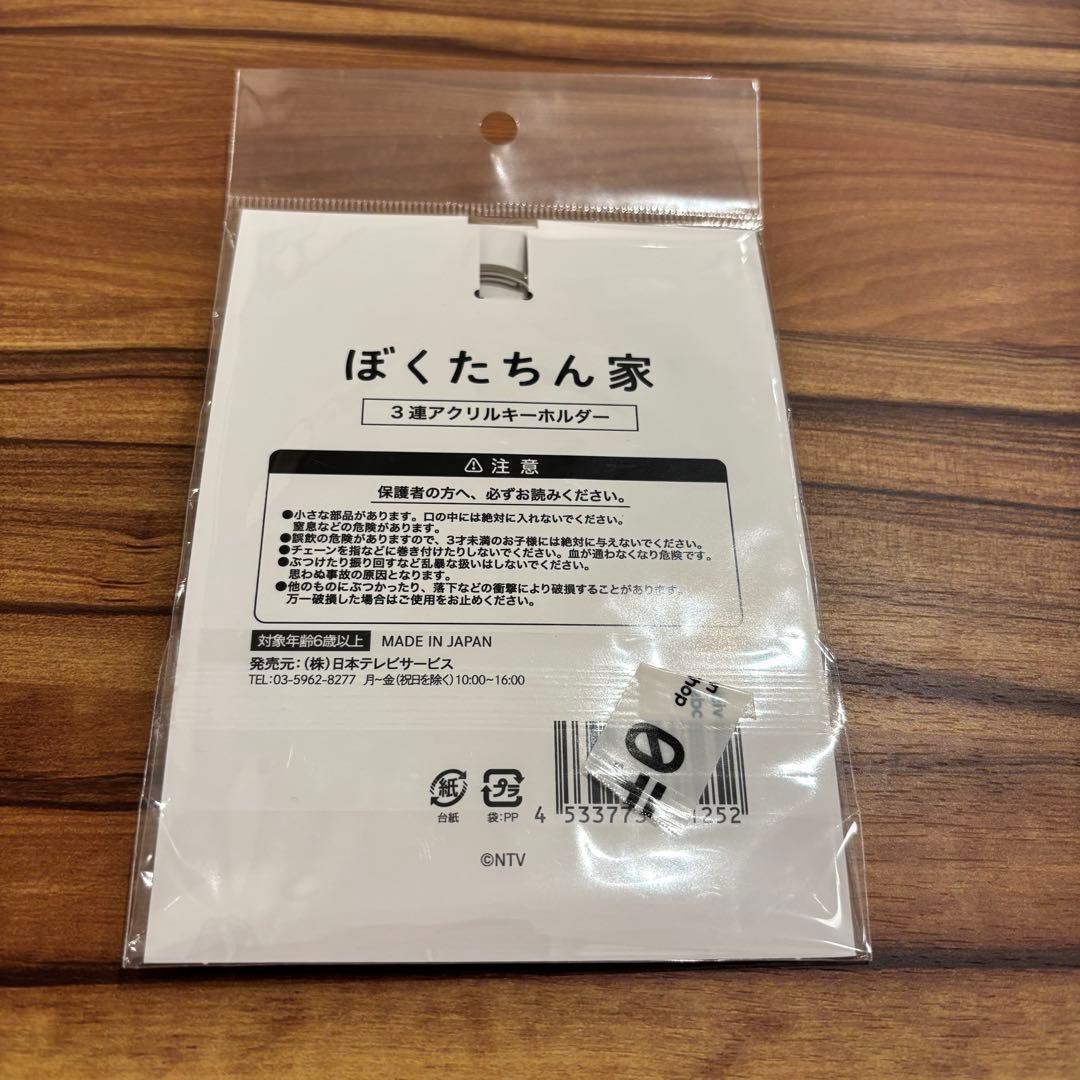 ぼくたちん家
3連アクリルキーホルダー
⚠注意
保護者の方へ、必ずお読みください。
●小さな部品があります。口の中には絶対に入れないでください。
窒息などの危険があります。
●誤飲の危険がありますので、3才未満のお子様には絶対に与えないでください。
●チェーンを指などに巻き付けたりしないでください。血が通わなくなり危険です。
●ぶつけたり振り回すなど乱暴な扱いはしないでください。
思わぬ事故の原因となります。
●他のものにぶつかったり、落下などの衝撃により破損することがあります。
万一破損した場合はご使用をお止めください。
対象年齢6歳以上 MADE IN JAPAN
発売元:(株)日本テレビサービス
TEL:03-5962-8277 月~金(祝日を除く)10:00~16:00
紙 プラ
台紙 袋:PP
4 533773 1252
©NTV